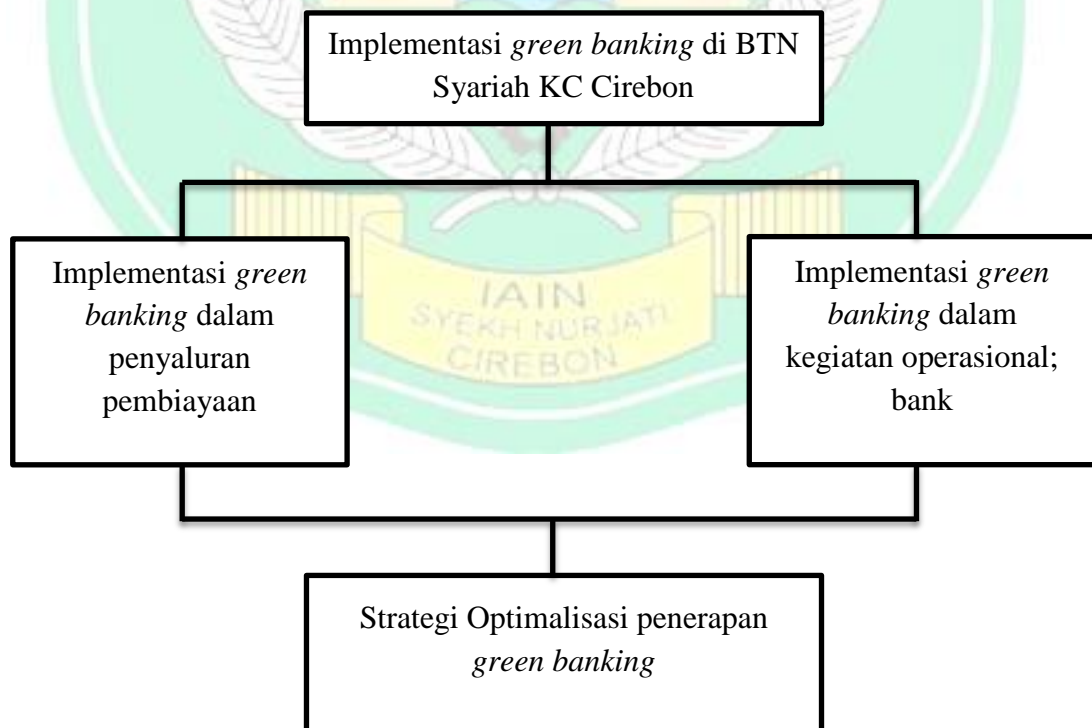 Implementasi green banking di BTN
Syariah KC Cirebon
Implementasi green
banking dalam
penyaluran
pembiayaan
Implementasi green
banking dalam
kegiatan operasional;
bank
IAIN
SYEKH NURJATI
CIREBON
Strategi Optimalisasi penerapan
green banking